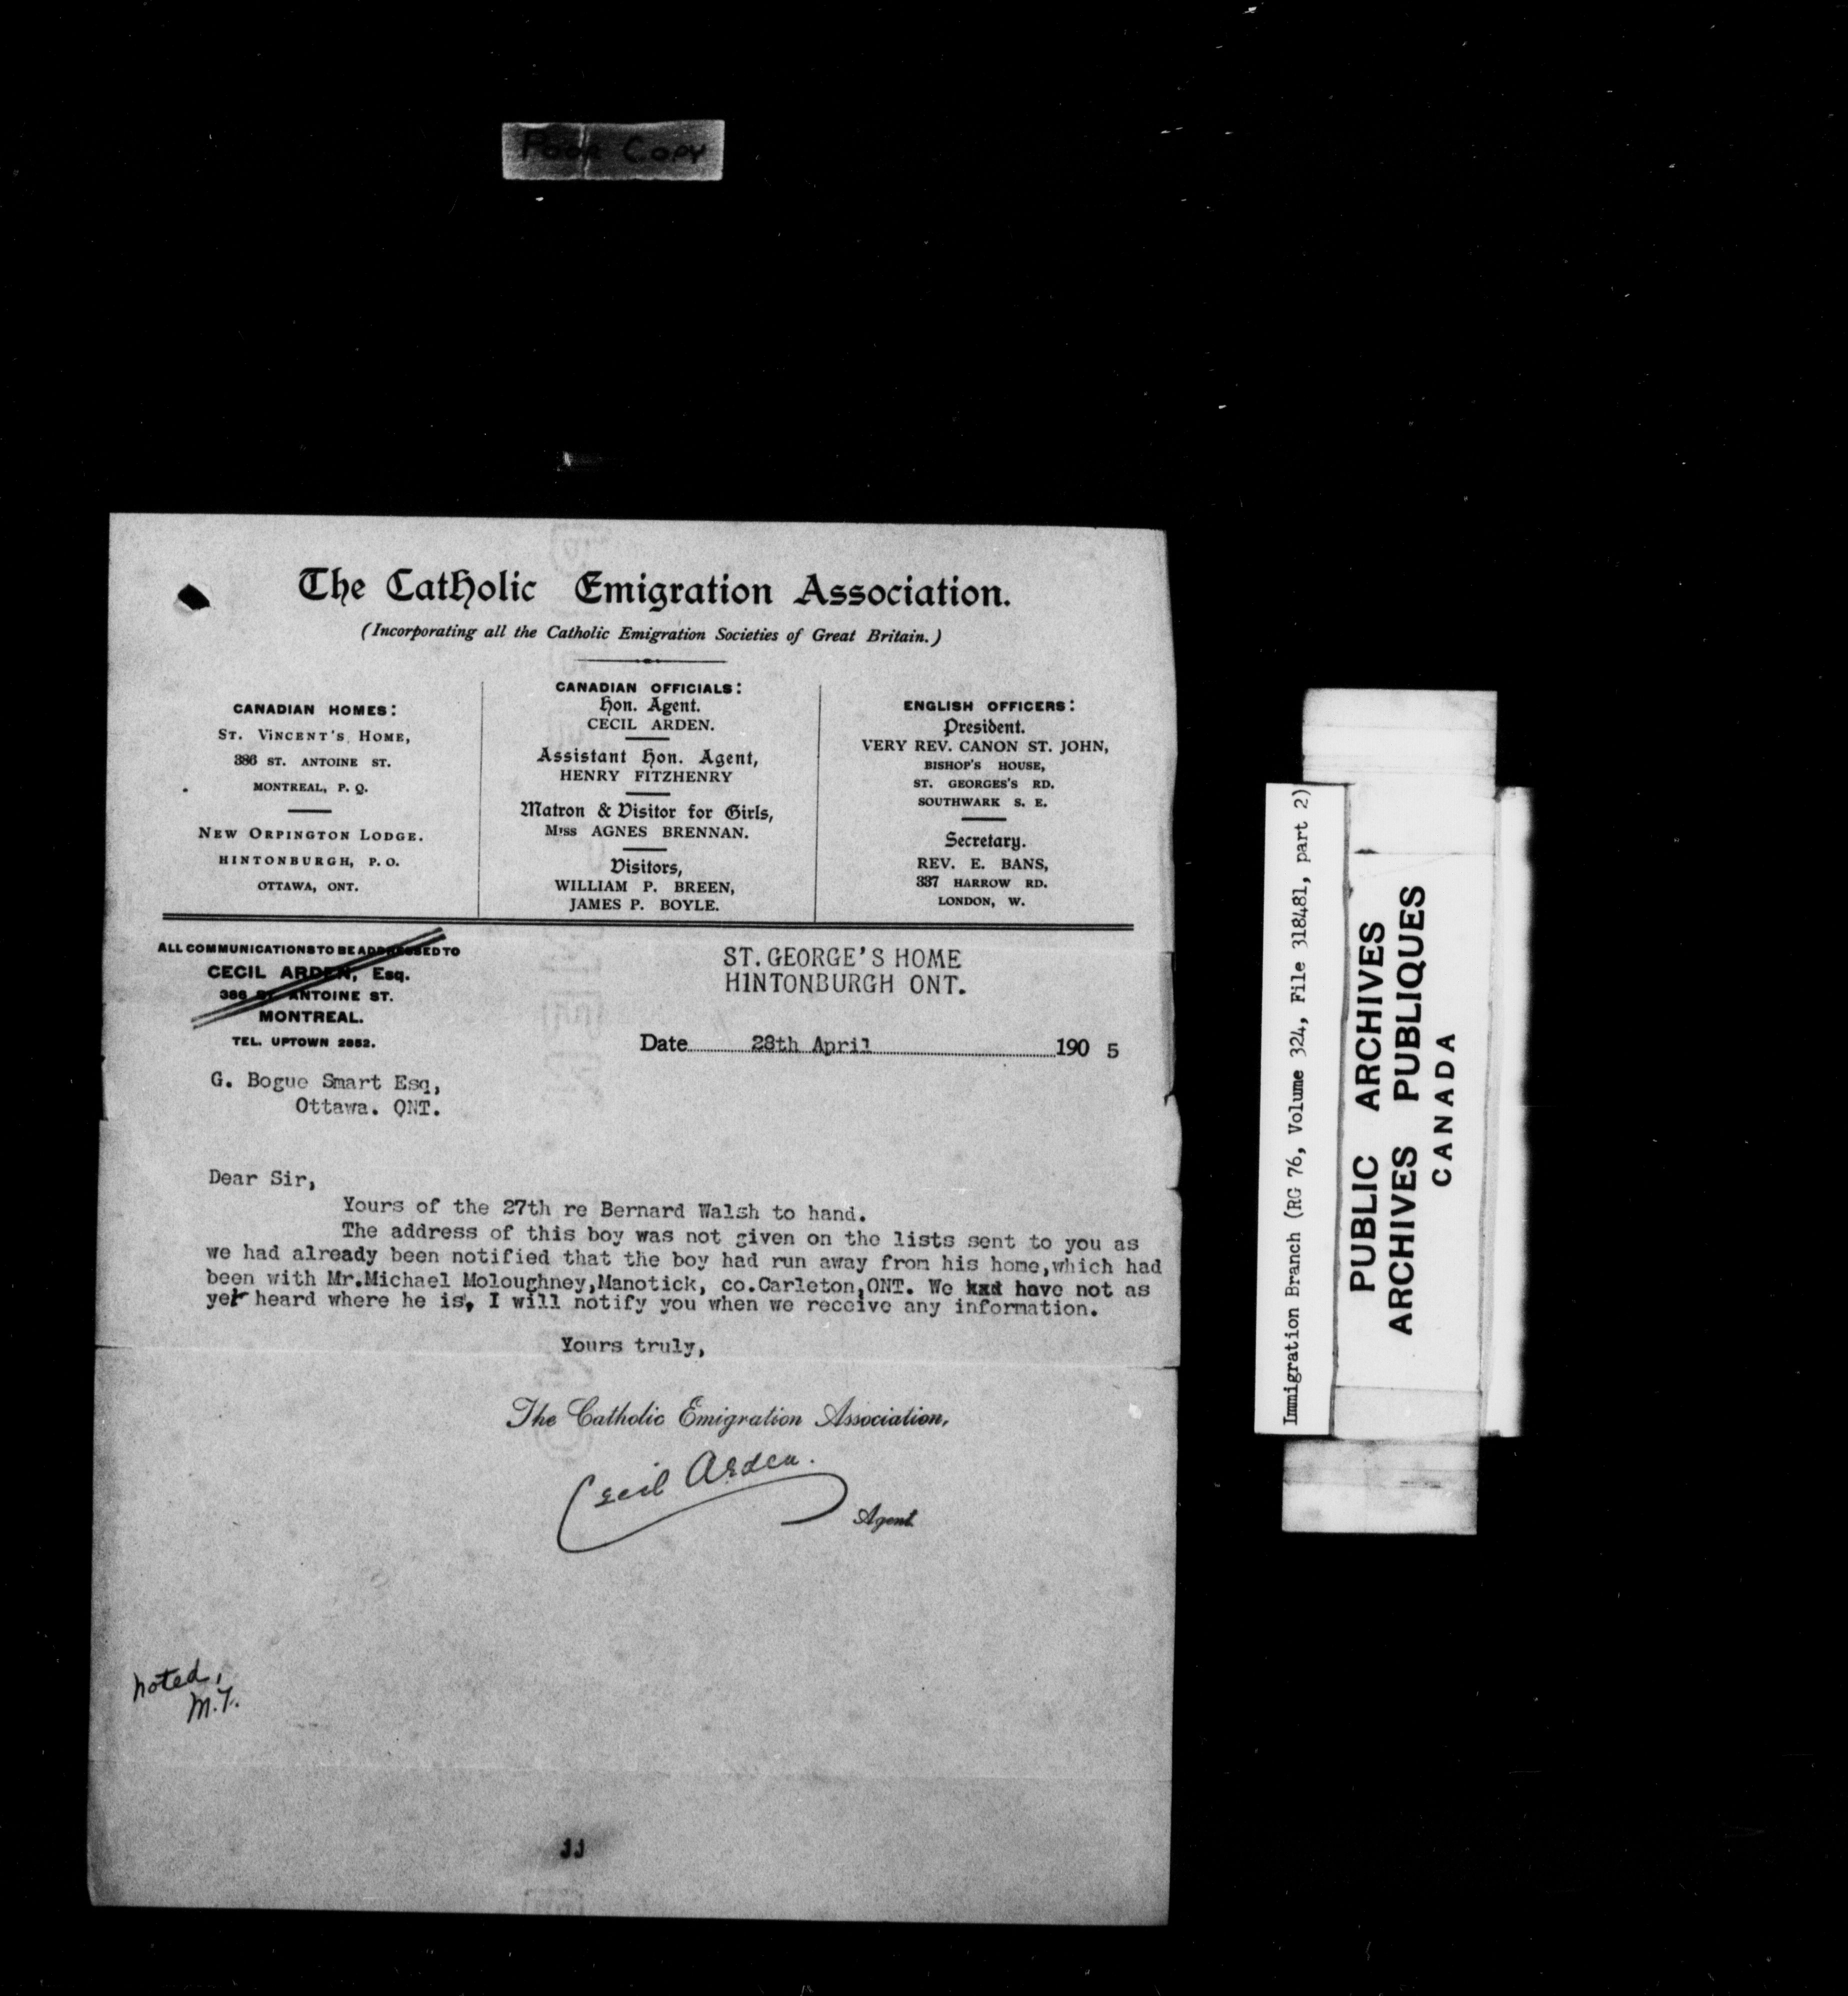 Poor Copy
The Catholic Emigration Association.
(Incorporating all the Catholic Emigration Societies of Great Britain.)
CANADIAN HOMES:
ST. VINCENT'S HOME,
386 ST. ANTOINE ST.
MONTREAL, P. Q.
NEW ORPINGTON LODGE.
HINTONBURGH, P. O.
OTTAWA, ONT.
CANADIAN OFFICIALS:
Hon. Agent.
CECIL ARDEN.
Assistant Hon. Agent,
HENRY FITZHENRY
Matron & Visitor for Girls,
Miss AGNES BRENNAN.
Visitors,
WILLIAM P. BREEN,
JAMES P. BOYLE.
ENGLISH OFFICERS:
President.
VERY REV. CANON ST. JOHN,
BISHOP'S HOUSE,
ST. GEORGES'S RD.
SOUTHWARK S. E.
Secretary.
REV. E. BANS,
337 HARROW RD.
LONDON, W.
ALL COMMUNICATIONS TO BE ADDRESSED TO
CECIL ARDEN, Esq.
386 ST. ANTOINE ST.
MONTREAL.
TEL. UPTOWN 2852.
ST. GEORGE'S HOME
HINTONBURGH ONT.
Date 28th April 190 5
G. Bogue Smart Esq,
Ottawa. ONT.
Dear Sir,
Yours of the 27th re Bernard Walsh to hand.
The address of this boy was not given on the lists sent to you as
we had already been notified that the boy had run away from his home,which had
been with Mr.Michael Moloughney,Manotick, co.Carleton,ONT. We xxd have not as
yet heard where he is, I will notify you when we receive any information.
Yours truly,
The Catholic Emigration Association,
Cecil Arden.
Agent
noted,
M.F.
11
Immigration Branch (RG 76, Volume 324, File 318481, part 2)
PUBLIC ARCHIVES
ARCHIVES PUBLIQUES
CANADA